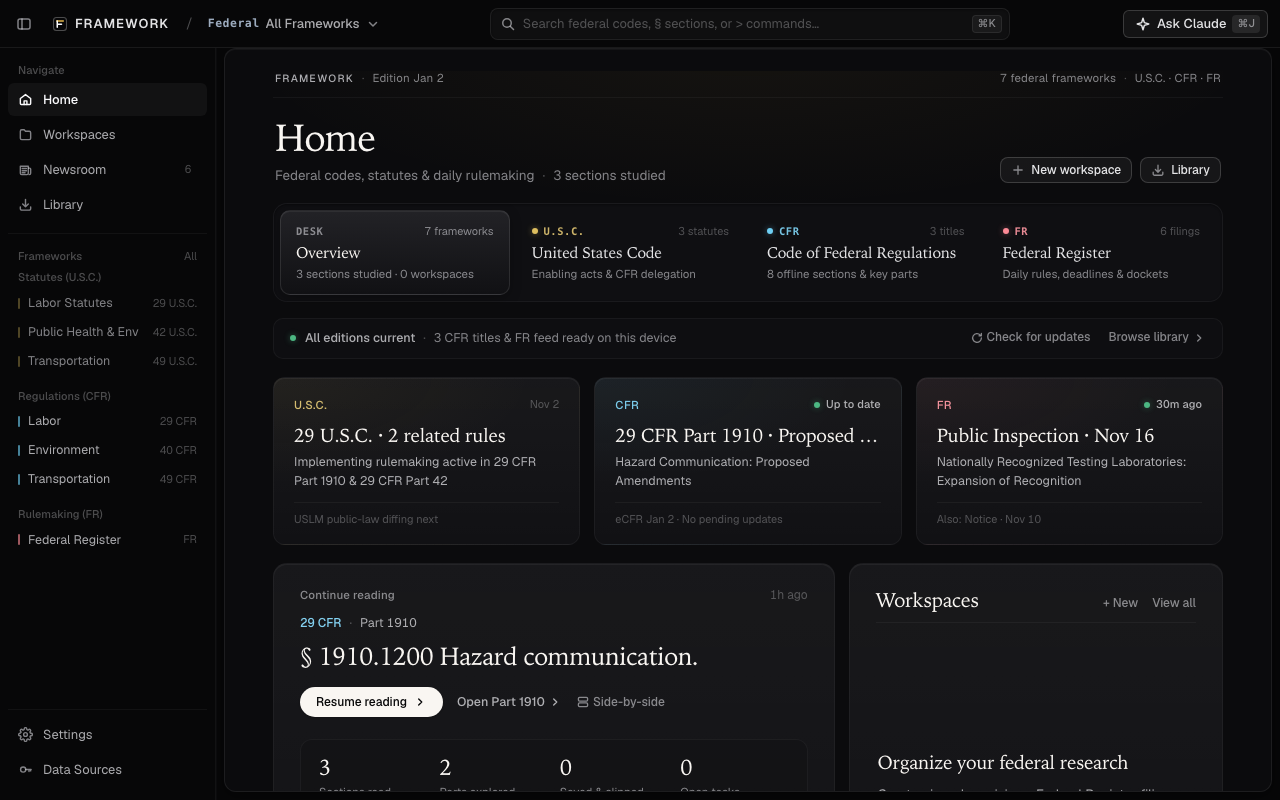 FRAMEWORK / Federal All Frameworks
Search federal codes, § sections, or > commands... ⌘K
Ask Claude ⌘J
Navigate
Home
Workspaces
Newsroom 6
Library
Frameworks All
Statutes (U.S.C.)
Labor Statutes 29 U.S.C.
Public Health & Env 42 U.S.C.
Transportation 49 U.S.C.
Regulations (CFR)
Labor 29 CFR
Environment 40 CFR
Transportation 49 CFR
Rulemaking (FR)
Federal Register FR
Settings
Data Sources
FRAMEWORK · Edition Jan 2
7 federal frameworks · U.S.C. · CFR · FR
Home
Federal codes, statutes & daily rulemaking · 3 sections studied
New workspace
Library
DESK 7 frameworks
Overview
3 sections studied · 0 workspaces
U.S.C. 3 statutes
United States Code
Enabling acts & CFR delegation
CFR 3 titles
Code of Federal Regulations
8 offline sections & key parts
FR 6 filings
Federal Register
Daily rules, deadlines & dockets
All editions current · 3 CFR titles & FR feed ready on this device
Check for updates
Browse library
U.S.C. Nov 2
29 U.S.C. · 2 related rules
Implementing rulemaking active in 29 CFR
Part 1910 & 29 CFR Part 42
USLM public-law diffing next
CFR Up to date
29 CFR Part 1910 · Proposed ...
Hazard Communication: Proposed
Amendments
eCFR Jan 2 · No pending updates
FR 30m ago
Public Inspection · Nov 16
Nationally Recognized Testing Laboratories:
Expansion of Recognition
Also: Notice · Nov 10
Continue reading 1h ago
29 CFR · Part 1910
§ 1910.1200 Hazard communication.
Resume reading
Open Part 1910
Side-by-side
3 2 0 0
Workspaces
+ New View all
Organize your federal research